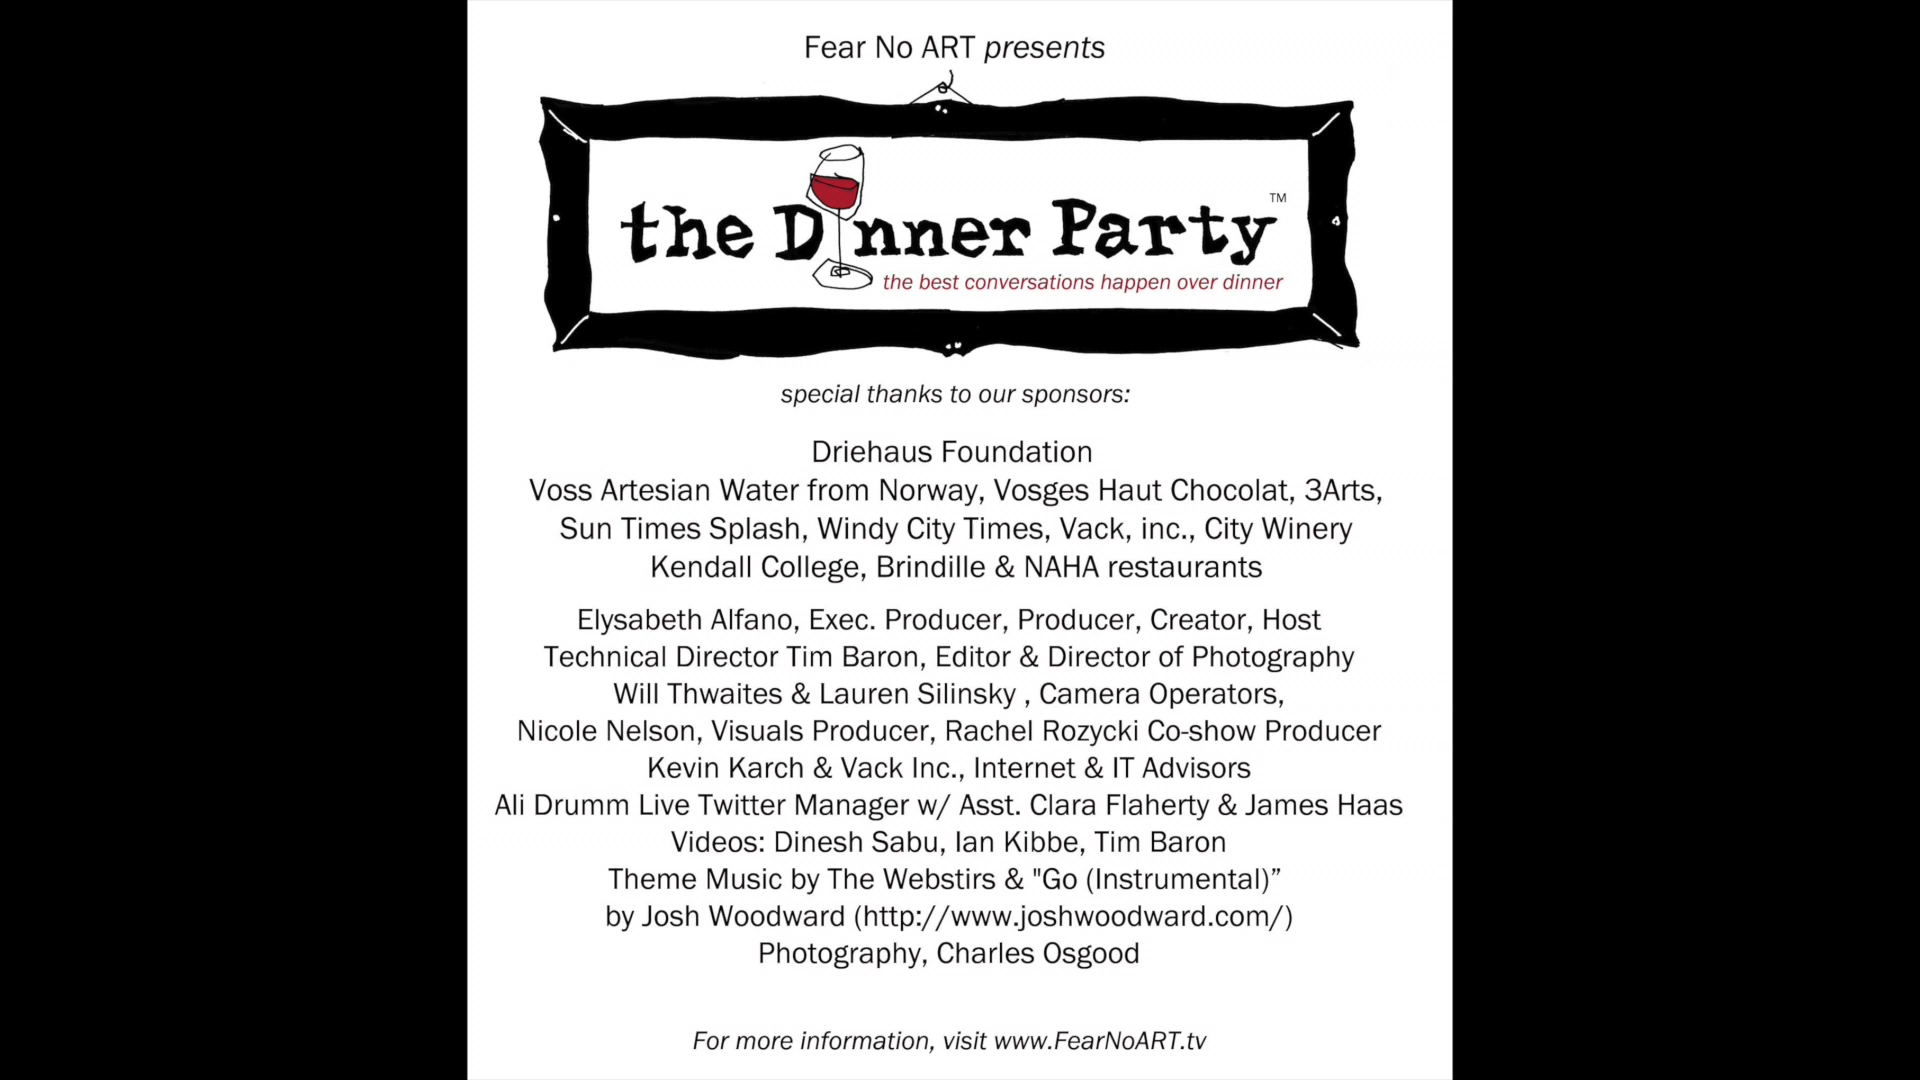 Fear No ART presents
the Dinner Party™
the best conversations happen over dinner
special thanks to our sponsors:
Driehaus Foundation
Voss Artesian Water from Norway, Vosges Haut Chocolat, 3Arts,
Sun Times Splash, Windy City Times, Vack, inc., City Winery
Kendall College, Brindille & NAHA restaurants
Elysabeth Alfano, Exec. Producer, Producer, Creator, Host
Technical Director Tim Baron, Editor & Director of Photography
Will Thwaites & Lauren Silinsky , Camera Operators,
Nicole Nelson, Visuals Producer, Rachel Rozycki Co-show Producer
Kevin Karch & Vack Inc., Internet & IT Advisors
Ali Drumm Live Twitter Manager w/ Asst. Clara Flaherty & James Haas
Videos: Dinesh Sabu, Ian Kibbe, Tim Baron
Theme Music by The Webstirs & "Go (Instrumental)”
by Josh Woodward (http://www.joshwoodward.com/)
Photography, Charles Osgood
For more information, visit www.FearNoART.tv